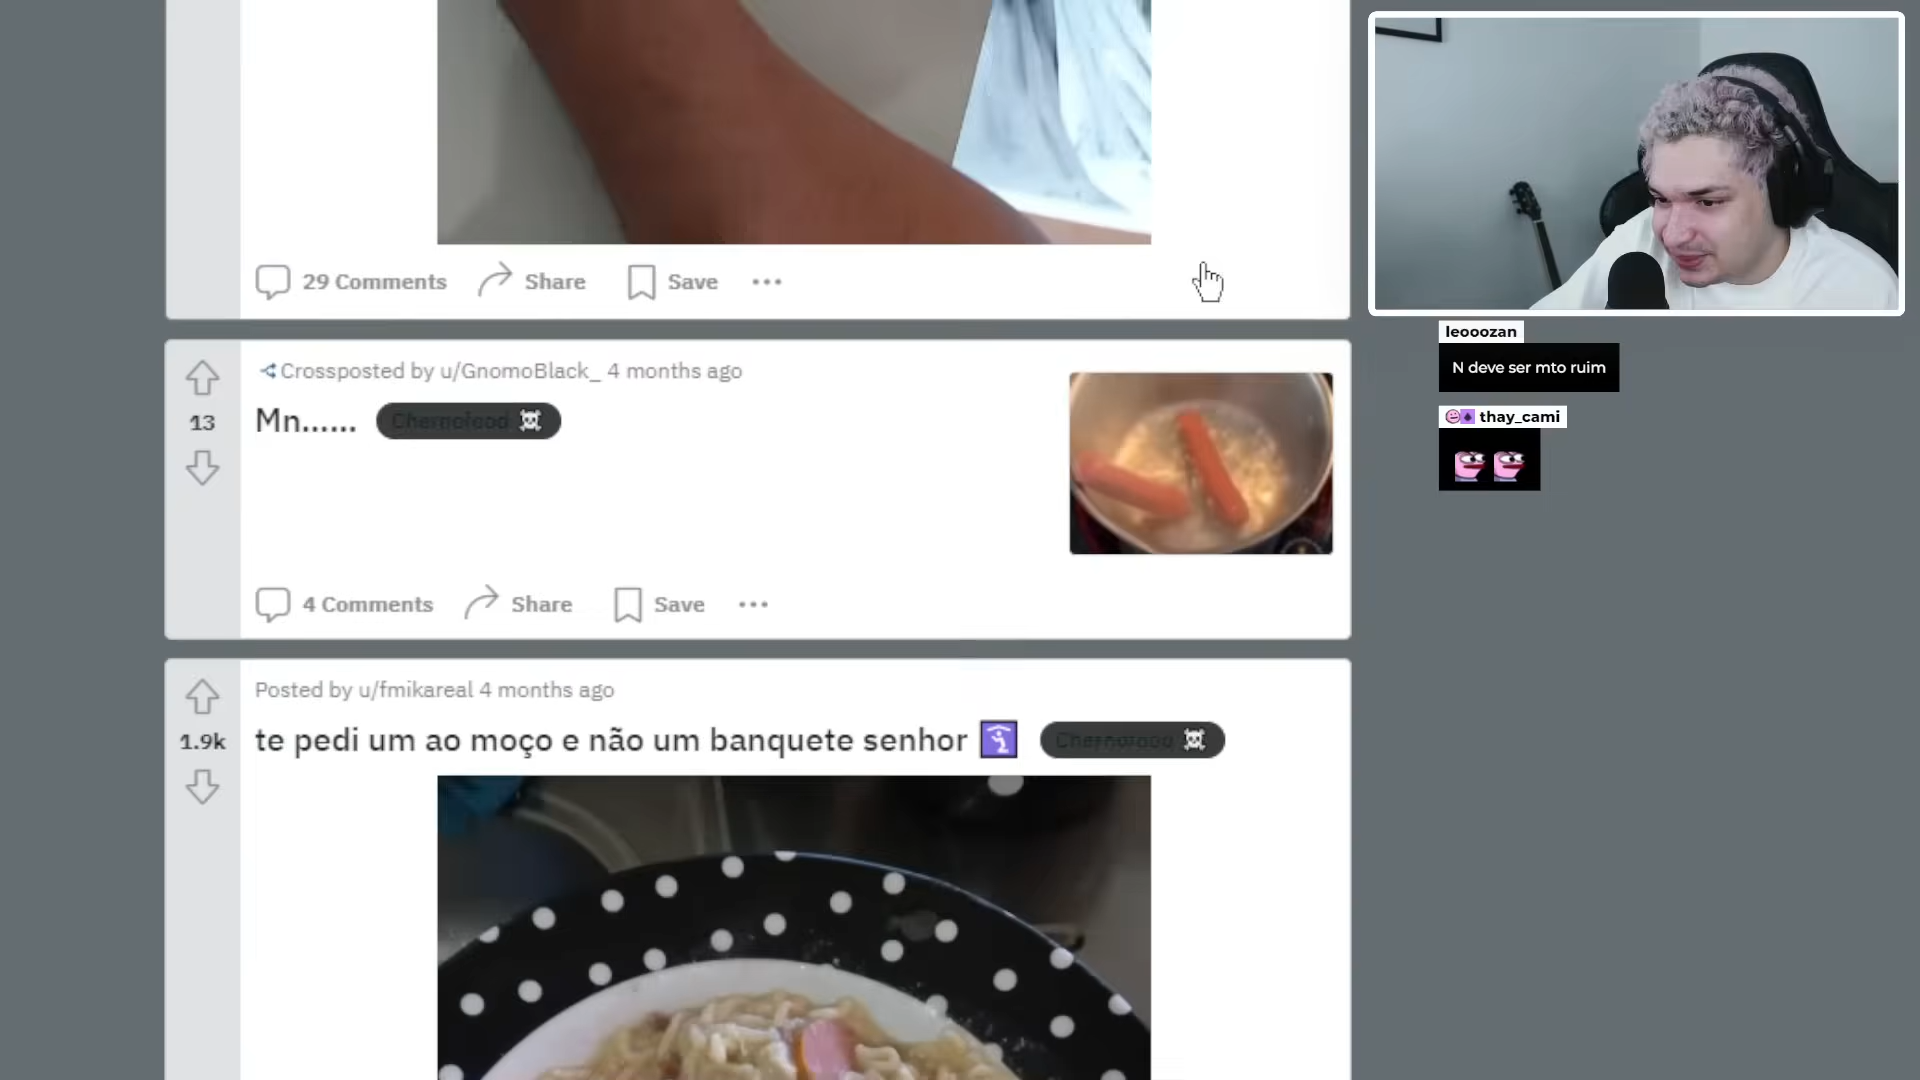 29 Comments Share Save
Crossposted by u/GnomoBlack_ 4 months ago
13
Mn...... Chernofood
4 Comments Share Save
Posted by u/fmikareal 4 months ago
1.9k
te pedi um ao moço e não um banquete senhor Chernofood
leooozan
N deve ser mto ruim
thay_cami